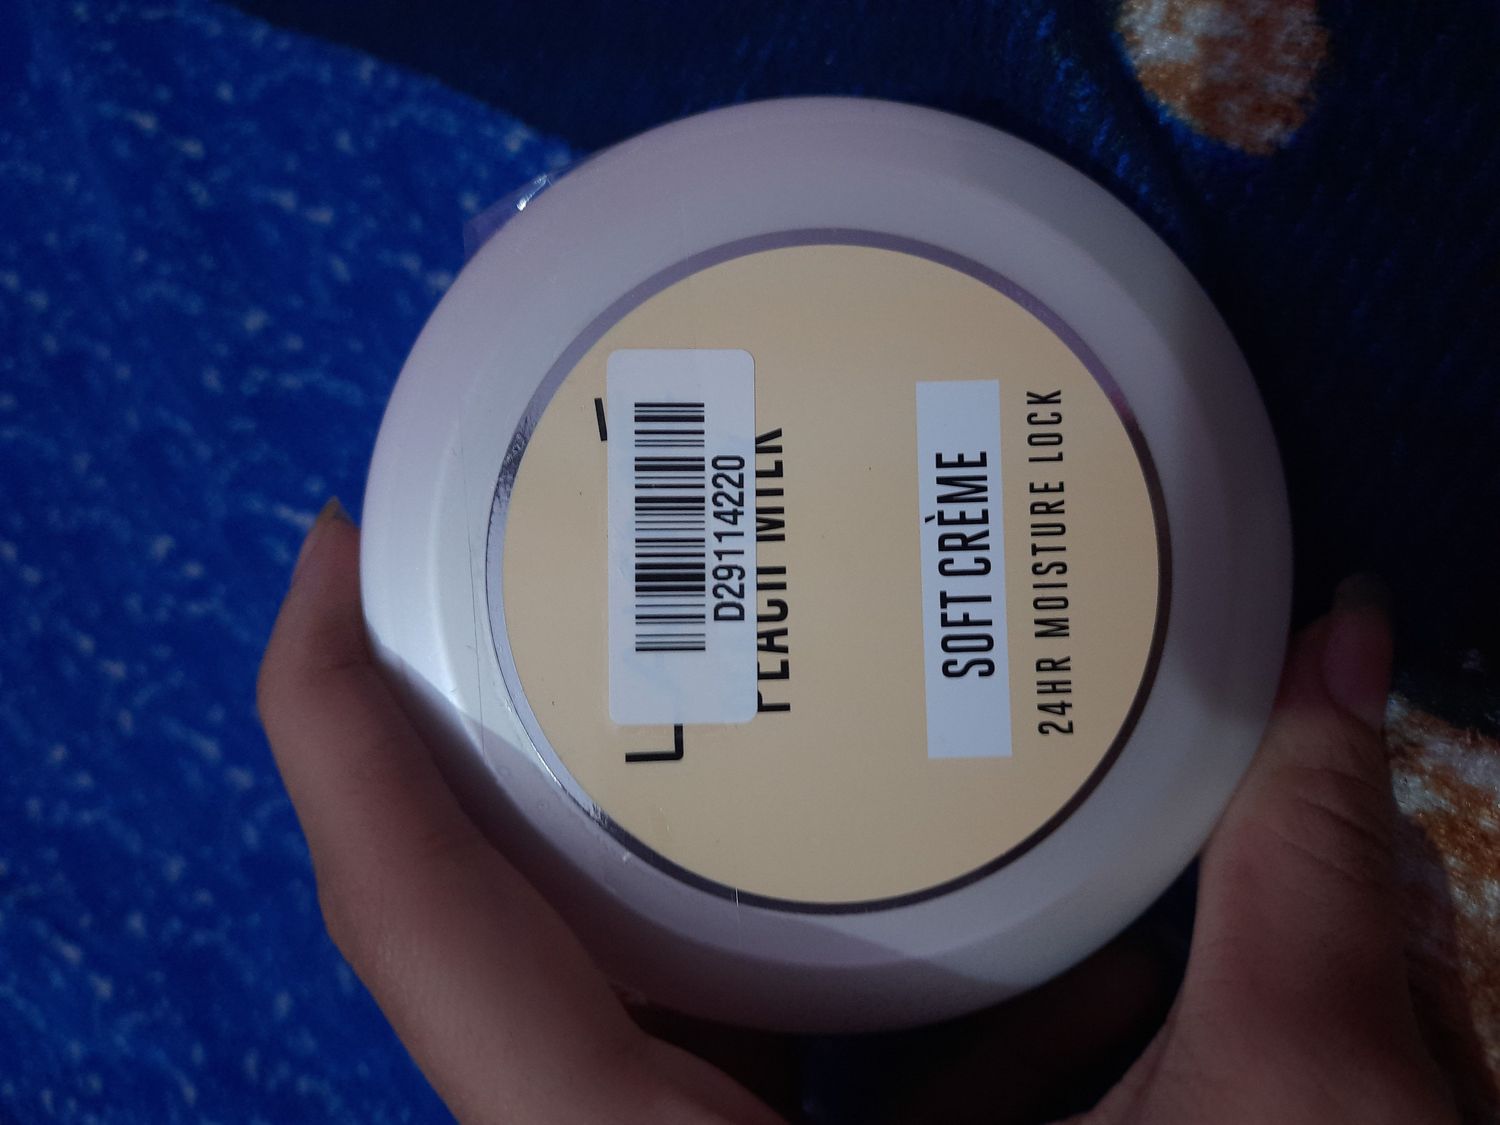 D29114220
PEACH MILK
SOFT CRÈME
24HR MOISTURE LOCK